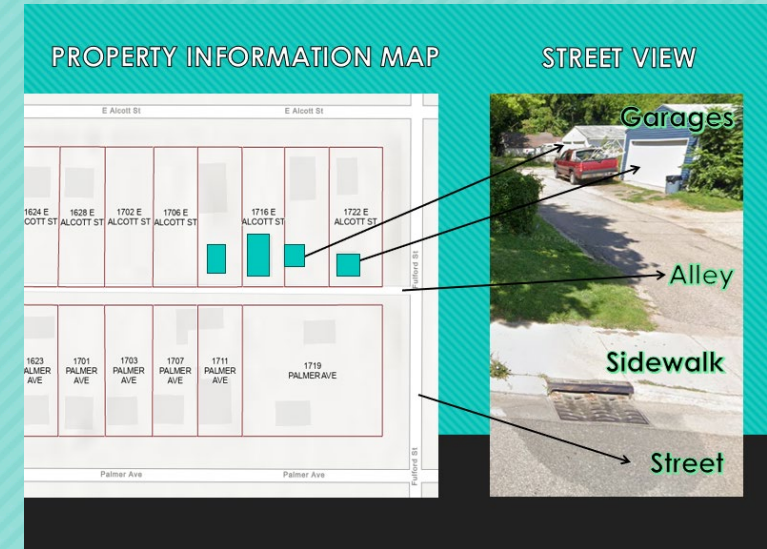 PROPERTY INFORMATION MAP
STREET VIEW
E Alcott St
E Alcott St
Garages
1624 E
ALCOTT ST
1628 E
ALCOTT ST
1702 E
ALCOTT ST
1706 E
ALCOTT ST
1716 E
ALCOTT ST
1722 E
ALCOTT ST
Fulford St
Alley
1623
PALMER
AVE
1701
PALMER
AVE
1703
PALMER
AVE
1707
PALMER
AVE
1711
PALMER
AVE
1719
PALMER AVE
Sidewalk
Fulford St
Street
Palmer Ave
Palmer Ave